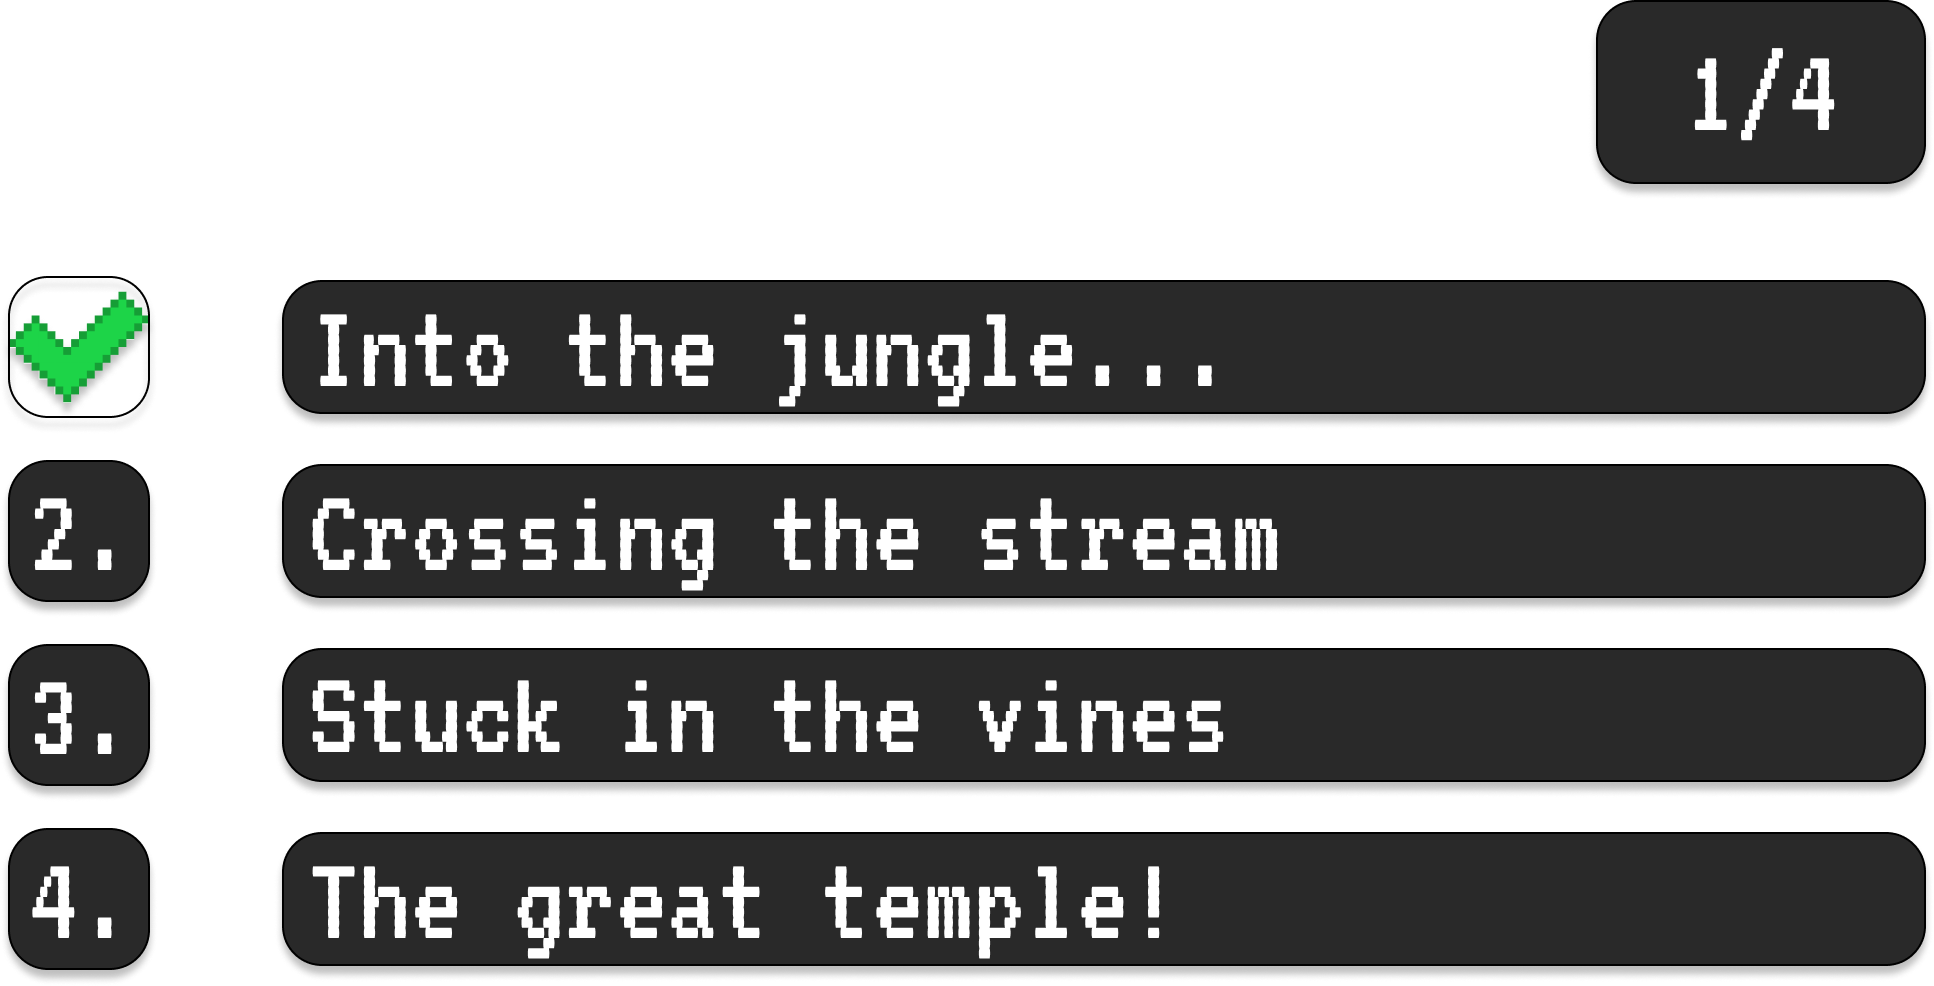 1/4
Into the jungle...
2. Crossing the stream
3. Stuck in the vines
4. The great temple!